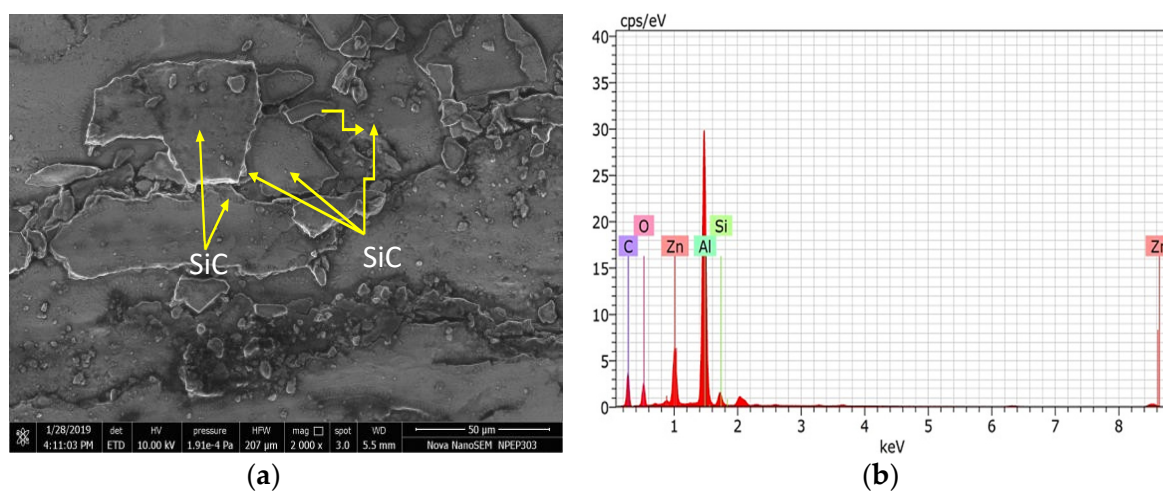 SiC
SiC
1/28/2019 det HV pressure HFW mag □ spot WD 50 μm
4:11:03 PM ETD 10.00 kV 1.91e-4 Pa 207 μm 2 000 x 3.0 5.5 mm Nova NanoSEM NPEP303
(a)
cps/eV
40
35
30
25
20
15
10
5
0
C
O
Zn
Al
Si
Zn
1 2 3 4 5 6 7 8
keV
(b)